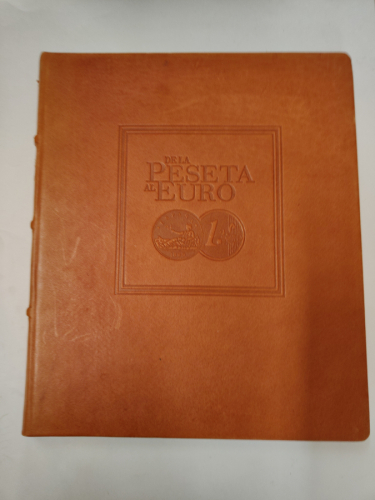 DE LA
PESETA
AL EURO
1